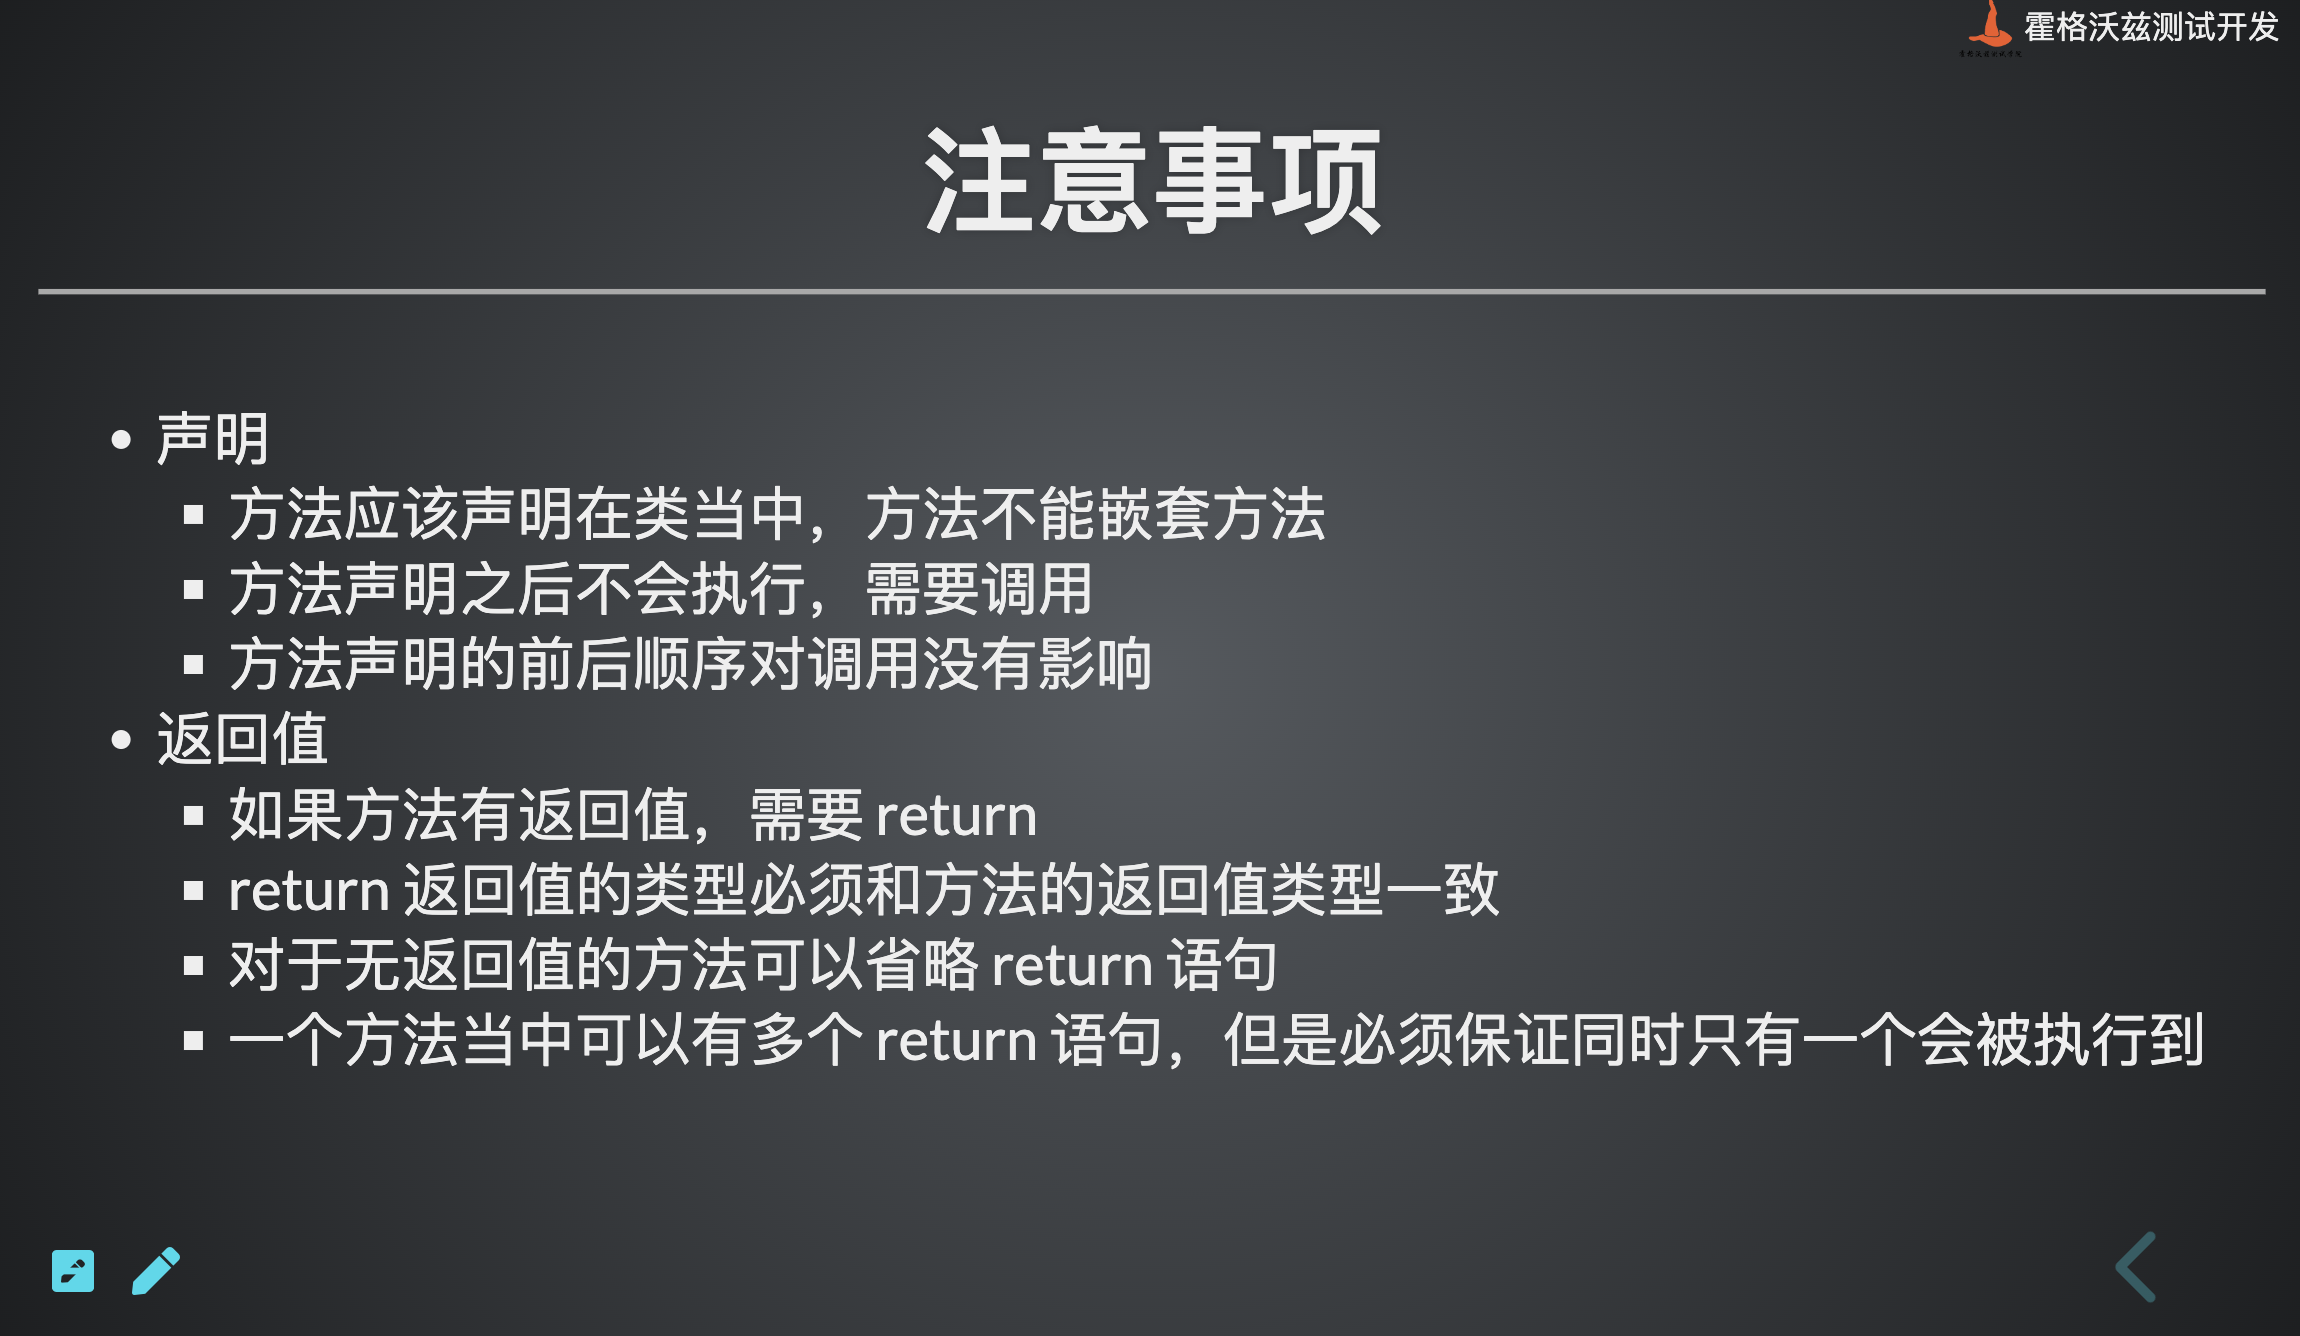 霍格沃兹测试开发
注意事项
声明
方法应该声明在类当中，方法不能嵌套方法
方法声明之后不会执行，需要调用
方法声明的前后顺序对调用没有影响
返回值
如果方法有返回值，需要 return
return 返回值的类型必须和方法的返回值类型一致
对于无返回值的方法可以省略 return 语句
一个方法当中可以有多个 return 语句，但是必须保证同时只有一个会被执行到